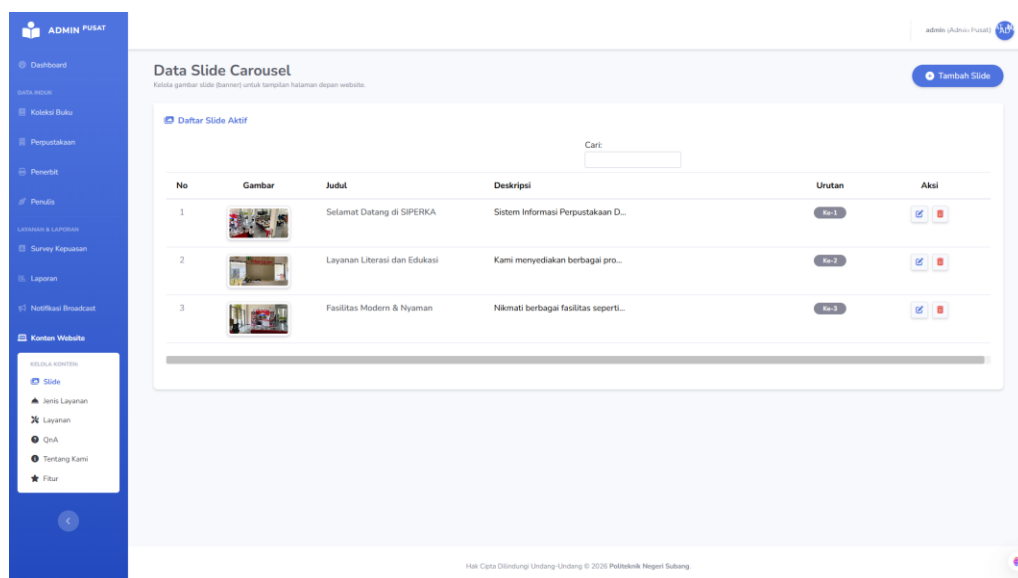 ADMIN PUSAT
admin (Admin Pusat)
Dashboard
Data Slide Carousel
Kelola gambar slide (banner) untuk tampilan halaman depan website.
Tambah Slide
DATA INDUK
Koleksi Buku
Perpustakaan
Penerbit
Penulis
LAYANAN & LAPORAN
Survey Kepuasan
Laporan
Notifikasi Broadcast
Konten Website
KELOLA KONTEN:
Slide
Jenis Layanan
Layanan
QnA
Tentang Kami
Fitur
Daftar Slide Aktif
Cari:
No Gambar Judul Deskripsi Urutan Aksi
1 Selamat Datang di SIPERKA Sistem Informasi Perpustakaan D... Ke-1
2 Layanan Literasi dan Edukasi Kami menyediakan berbagai pro... Ke-2
3 Fasilitas Modern & Nyaman Nikmati berbagai fasilitas seperti... Ke-3
Hak Cipta Dilindungi Undang-Undang © 2026 Politeknik Negeri Subang.